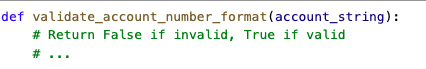 def validate_account_number_format(account_string):
    # Return False if invalid, True if valid
    # ...